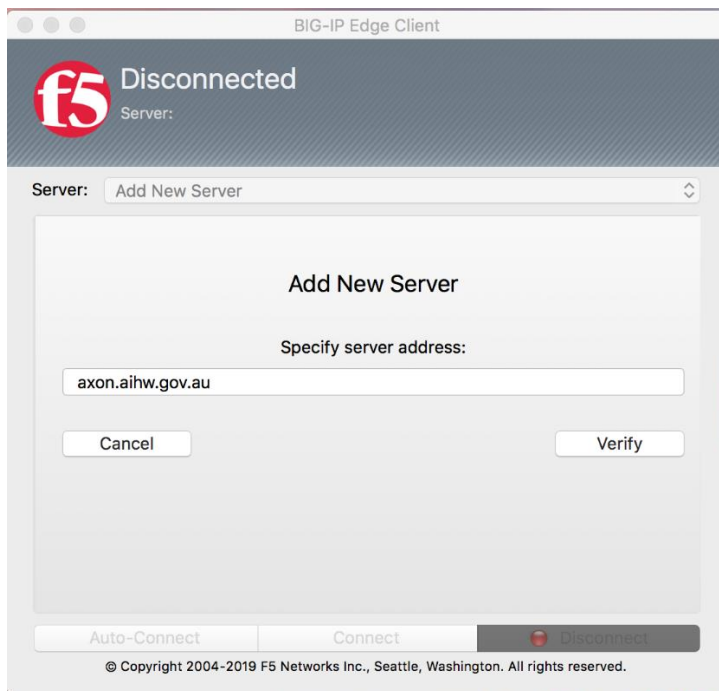 BIG-IP Edge Client
f5
Disconnected
Server:
Server: Add New Server
Add New Server
Specify server address:
axon.aihw.gov.au
Cancel Verify
Auto-Connect Connect Disconnect
© Copyright 2004-2019 F5 Networks Inc., Seattle, Washington. All rights reserved.